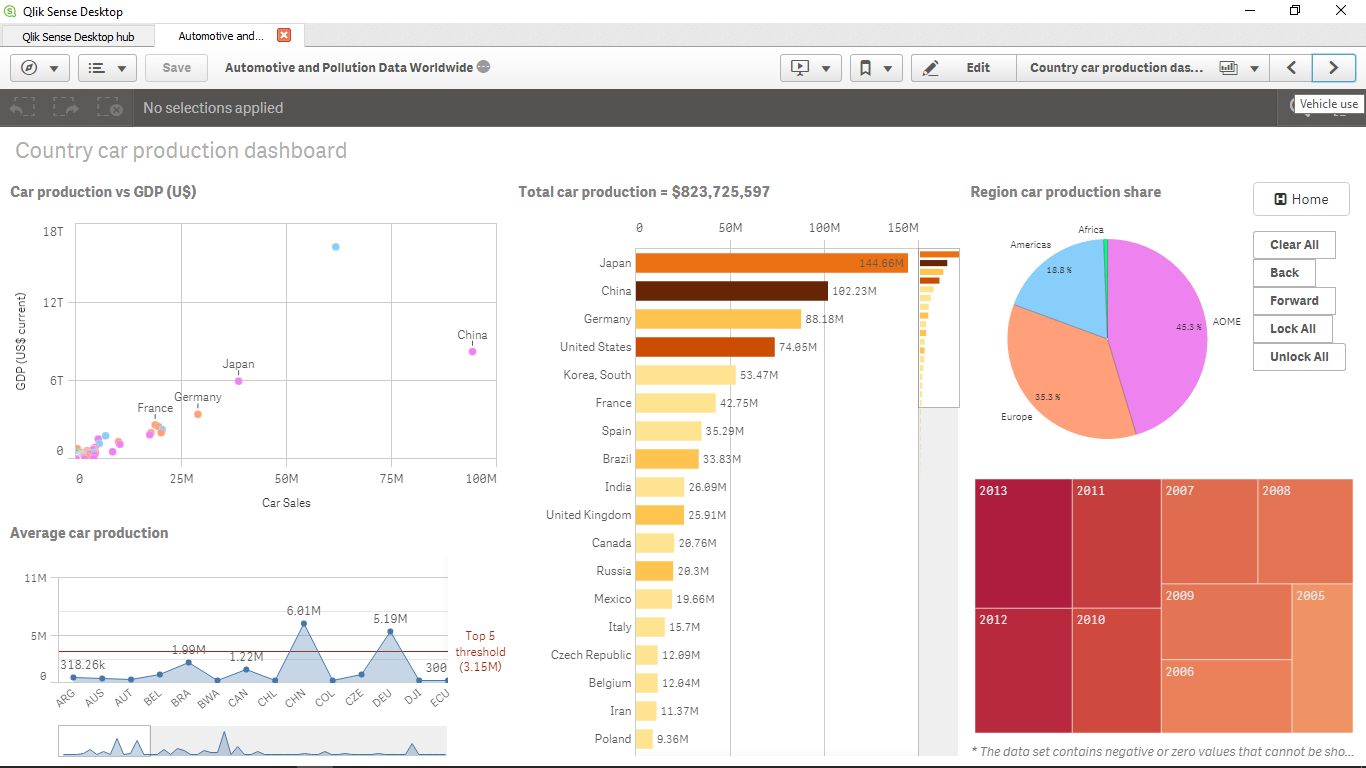 Qlik Sense Desktop
Qlik Sense Desktop hub
Automotive and...
Save
Automotive and Pollution Data Worldwide
Edit
Country car production das...
No selections applied
Vehicle use
Country car production dashboard
Car production vs GDP (U$)
GDP (US$ current)
18T
12T
6T
0
China
Japan
Germany
France
0 25M 50M 75M 100M
Car Sales
Average car production
11M
5M
0
318.26k
1.99M
1.22M
6.01M
5.19M
300
Top 5
threshold
(3.15M)
ARG AUS AUT BEL BRA BWA CAN CHL CHN COL CZE DEU DJI ECU
Total car production = $823,725,597
0 50M 100M 150M
Japan 144.66M
China 102.23M
Germany 88.18M
United States 74.05M
Korea, South 53.47M
France 42.75M
Spain 35.29M
Brazil 33.83M
India 26.09M
United Kingdom 25.91M
Canada 20.76M
Russia 20.3M
Mexico 19.66M
Italy 15.7M
Czech Republic 12.09M
Belgium 12.04M
Iran 11.37M
Poland 9.36M
Region car production share
Africa
Americas
18.8 %
45.3 %
AOME
35.3 %
Europe
Home
Clear All
Back
Forward
Lock All
Unlock All
2013 2011 2007 2008
2009 2005
2012 2010
2006
* The data set contains negative or zero values that cannot be sho...